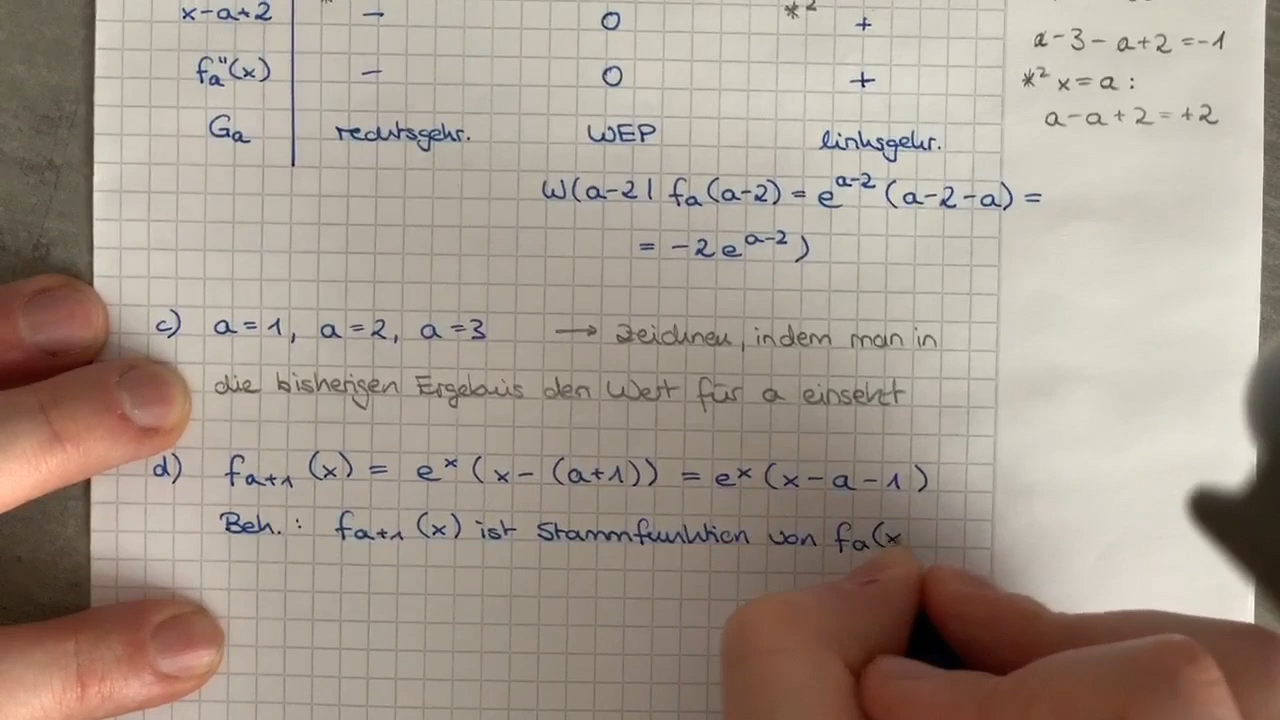 x-a+2 - 0 *² +
fa"(x) - 0 +
Ga rechtsgekr. WEP linksgekr.
W(a-2| fa(a-2) = e^{a-2} (a-2-a) =
= -2e^{a-2})
c) a=1, a=2, a=3 → zeichnen, indem man in
die bisherigen Ergebnis den Wert für a einsetzt
d) fa+1 (x) = e^x (x-(a+1)) = e^x (x-a-1)
Beh.: fa+1 (x) ist Stammfunktion von fa(x
a-3-a+2=-1
*² x=a:
a-a+2=+2